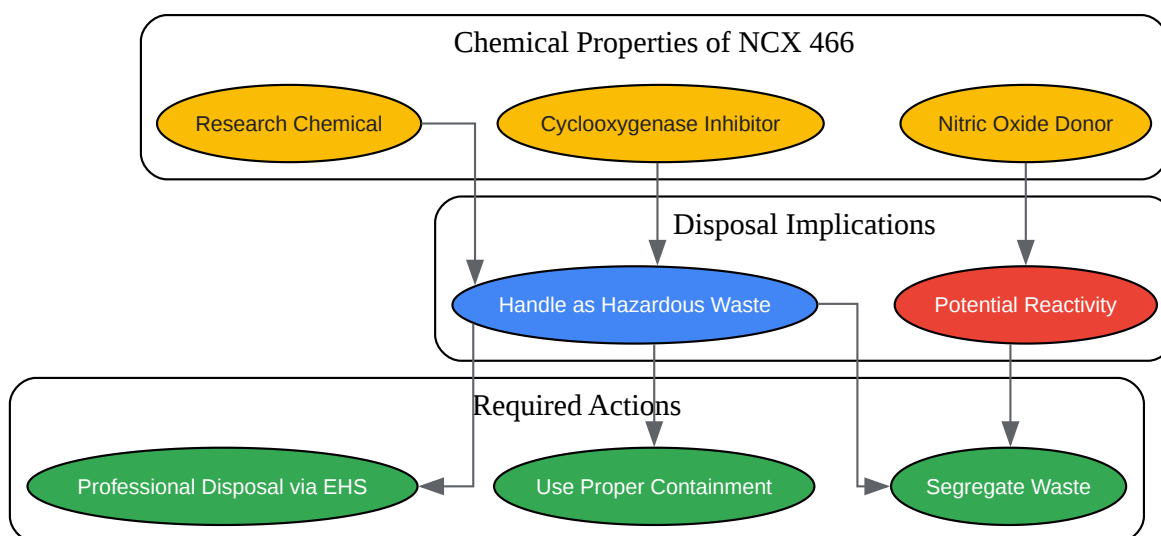 Chemical Properties of NCX 466
Research Chemical
Cyclooxygenase Inhibitor
Nitric Oxide Donor
Disposal Implications
Handle as Hazardous Waste
Potential Reactivity
Required Actions
Professional Disposal via EHS
Use Proper Containment
Segregate Waste